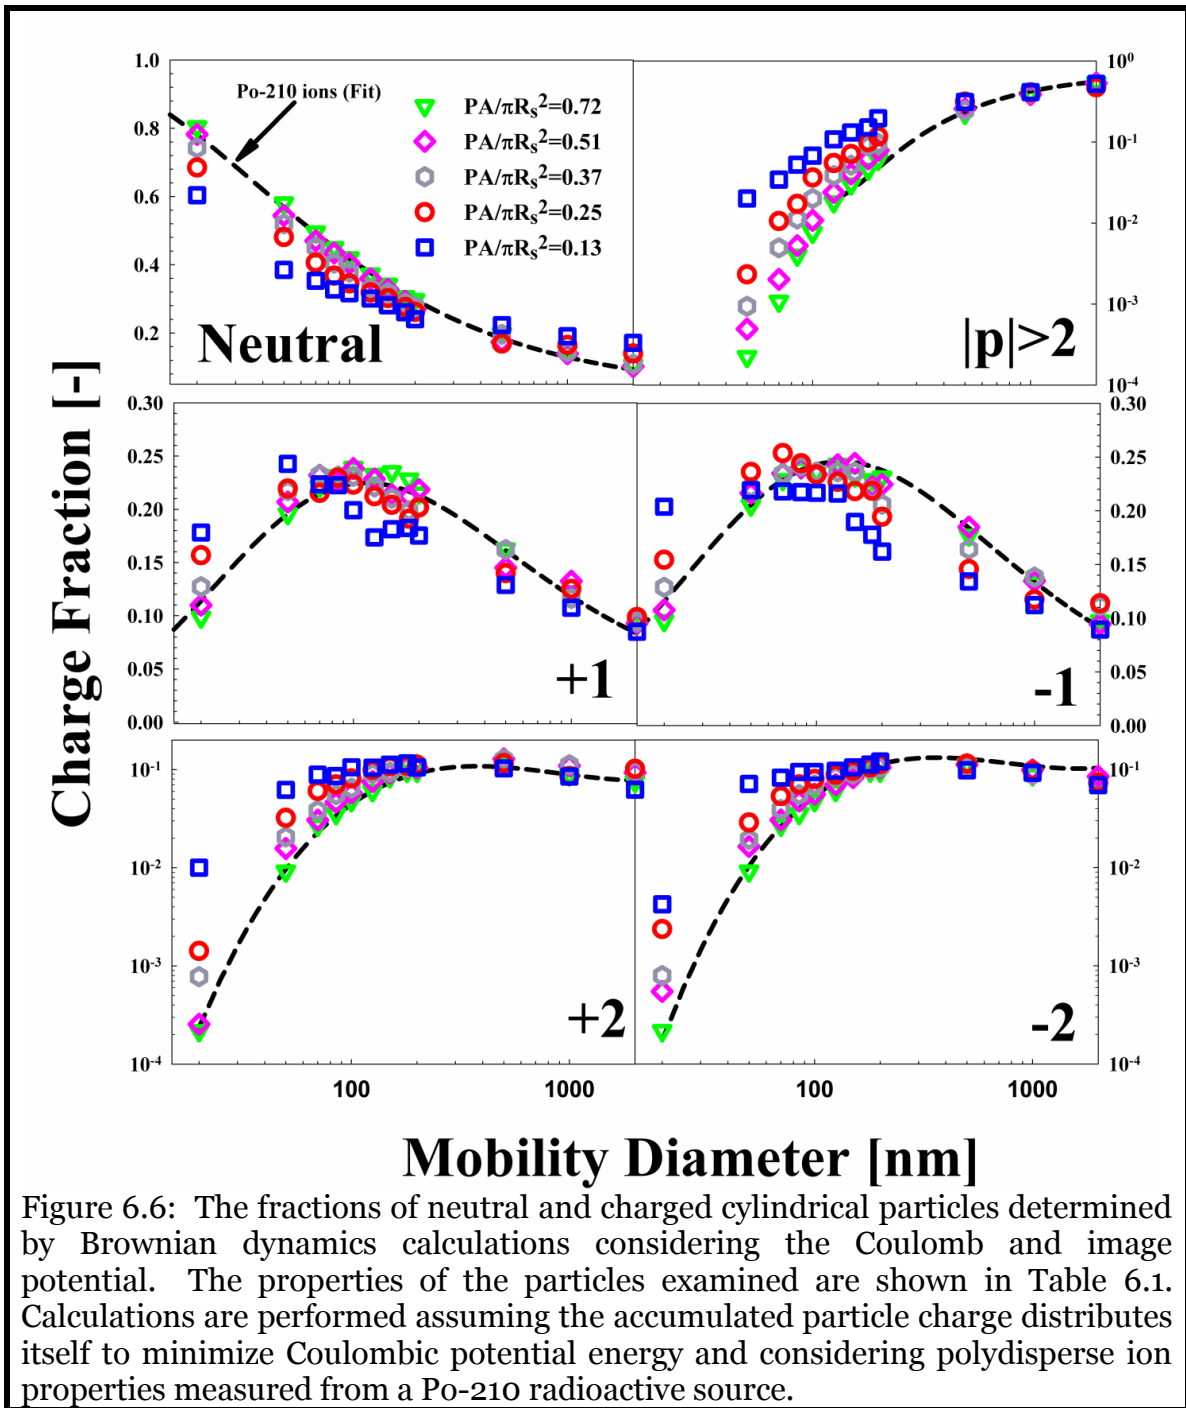 1.0
0.8
0.6
0.4
0.2
Po-210 ions (Fit)
PA/πRs²=0.72
PA/πRs²=0.51
PA/πRs²=0.37
PA/πRs²=0.25
PA/πRs²=0.13
Neutral
10⁰
10⁻¹
10⁻²
10⁻³
10⁻⁴
|p|>2
Charge Fraction [-]
0.30
0.25
0.20
0.15
0.10
0.05
0.00
+1
0.30
0.25
0.20
0.15
0.10
0.05
0.00
-1
10⁻¹
10⁻²
10⁻³
10⁻⁴
+2
10⁻¹
10⁻²
10⁻³
10⁻⁴
-2
100 1000 100 1000
Mobility Diameter [nm]
Figure 6.6: The fractions of neutral and charged cylindrical particles determined
by Brownian dynamics calculations considering the Coulomb and image
potential. The properties of the particles examined are shown in Table 6.1.
Calculations are performed assuming the accumulated particle charge distributes
itself to minimize Coulombic potential energy and considering polydisperse ion
properties measured from a Po-210 radioactive source.